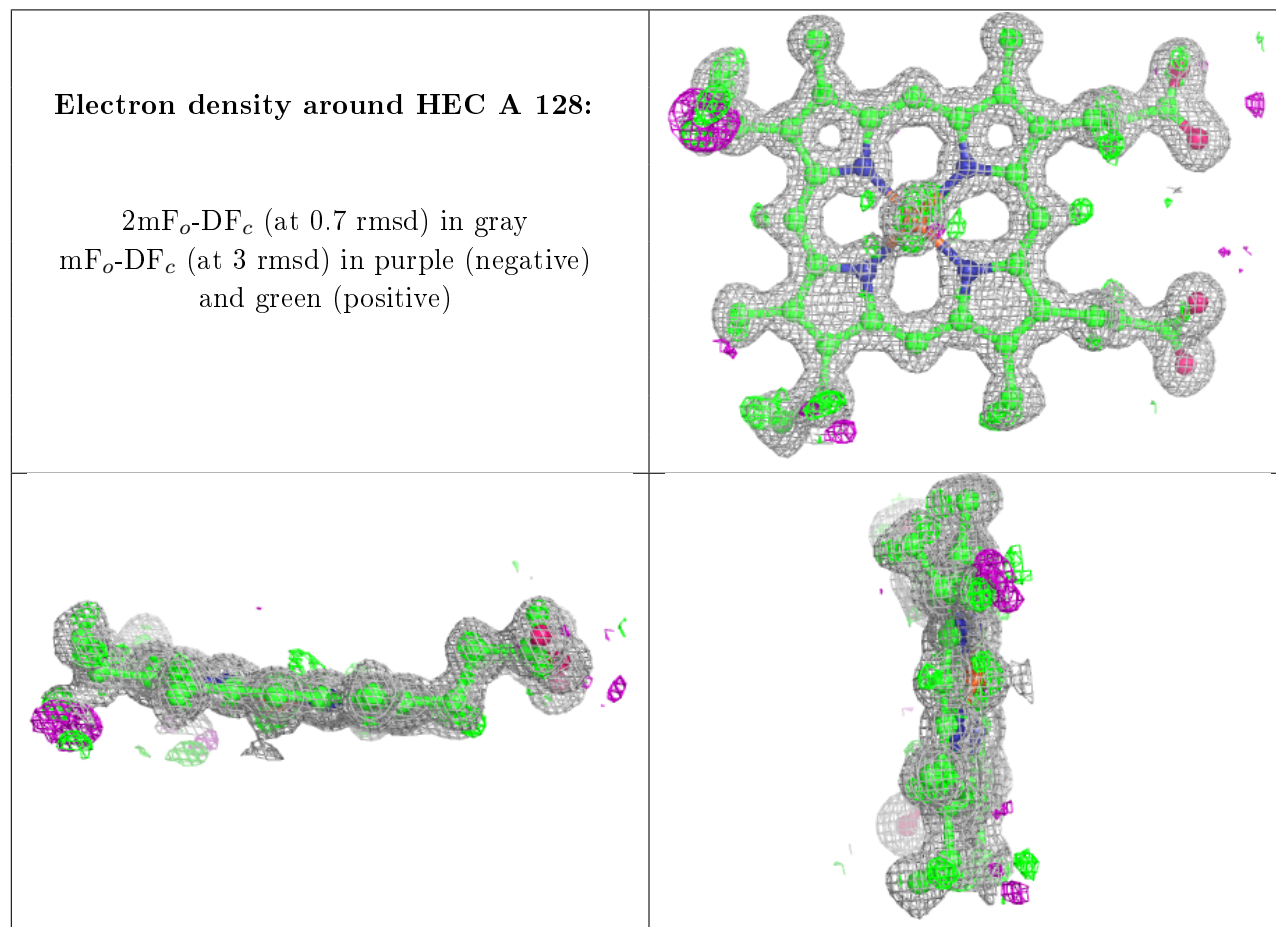 Electron density around HEC A 128:
2mFo-DFc (at 0.7 rmsd) in gray
mFo-DFc (at 3 rmsd) in purple (negative)
and green (positive)